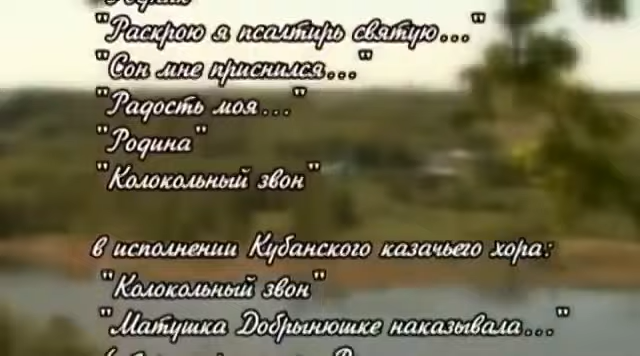 "Раскрою я псалтирь святую..."
"Сон мне приснился..."
"Радость моя..."
"Родина"
"Колокольный звон"
в исполнении Кубанского казачьего хора:
"Колокольный звон"
"Матушка Добрынюшке наказывала..."